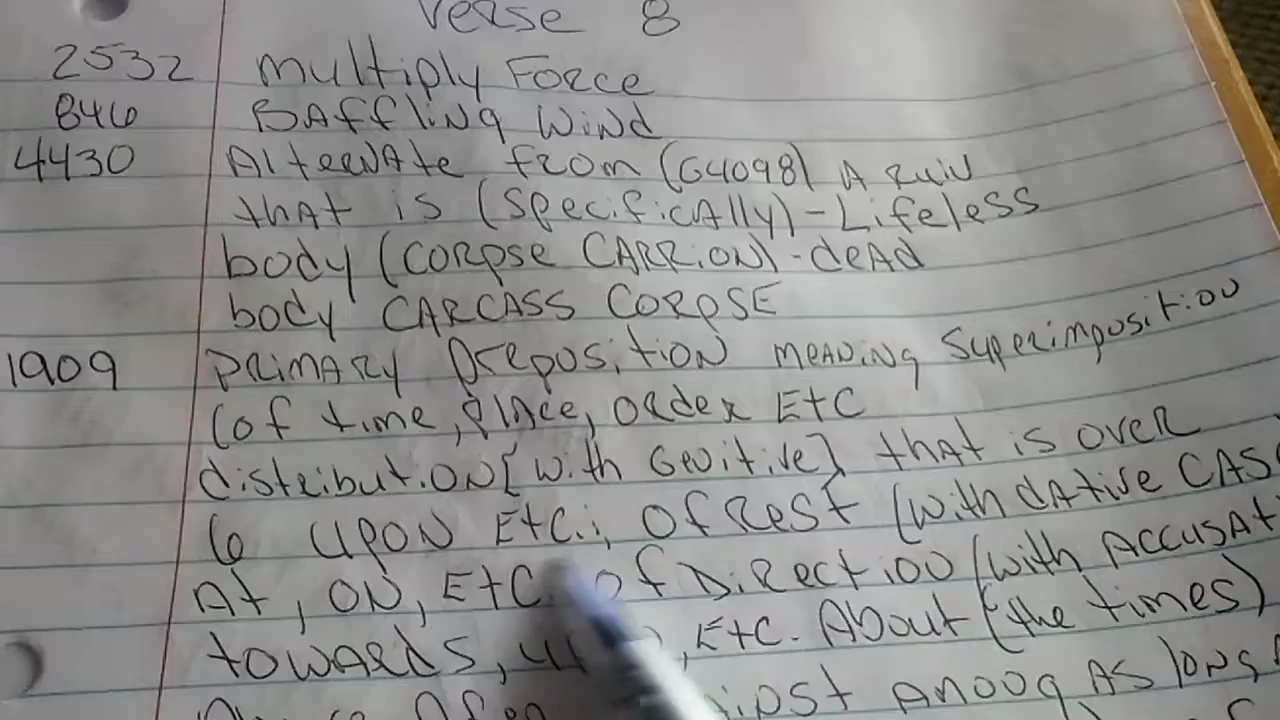 Verse 8
2532 multiply Force
846 Baffling Wind
4430 Alternate from (G4098) A Ruin
that is (specifically) - Lifeless
body (corpse CARRiON) - deAd
body CARCASS CORPSE
1909 PRIMARY Preposition meaning Superimposition
(of time, place, Order Etc
distribution [with Genitive] that is over
upon Etc.; Of Rest (with dative CAS
At, ON, Etc. of Direction (with Accusat
towards, Etc. About (the times)
As long